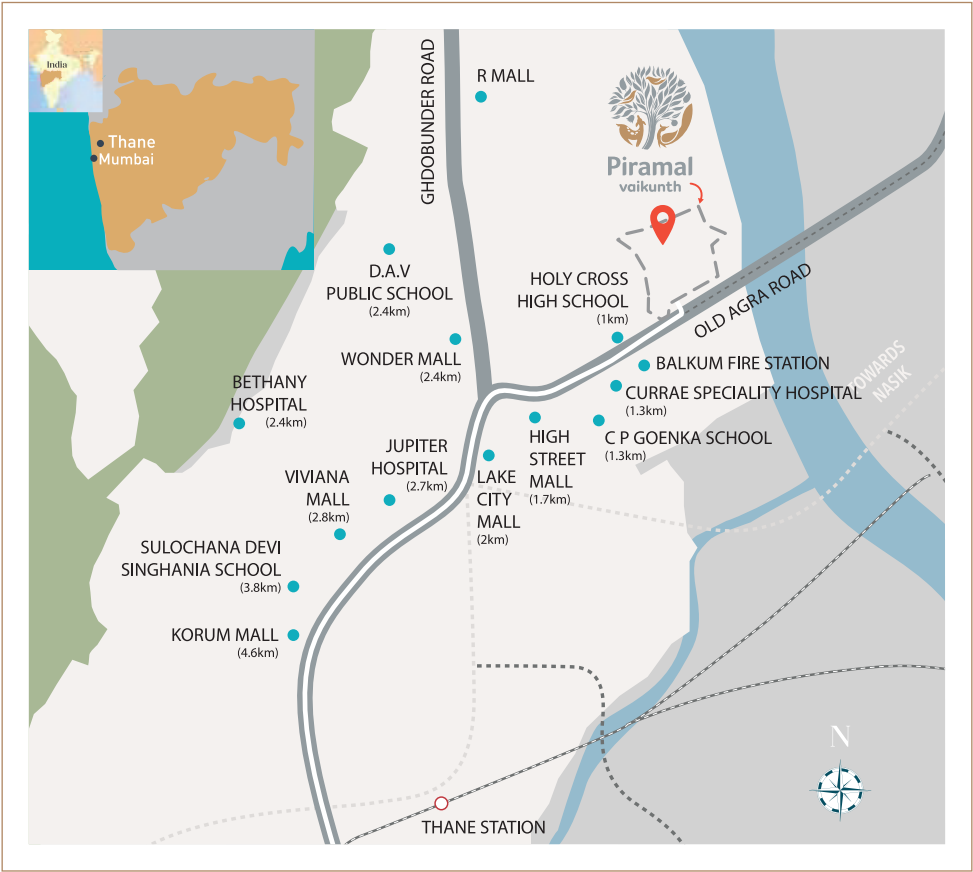 India
Thane
Mumbai
GHDOBUNDER ROAD
R MALL
Piramal
vaikunth
D.A.V
PUBLIC SCHOOL
(2.4km)
HOLY CROSS
HIGH SCHOOL
(1km)
OLD AGRA ROAD
WONDER MALL
(2.4km)
BALKUM FIRE STATION
TOWARDS
NASIK
BETHANY
HOSPITAL
(2.4km)
CURRAE SPECIALITY HOSPITAL
(1.3km)
C P GOENKA SCHOOL
(1.3km)
HIGH
STREET
MALL
(1.7km)
JUPITER
HOSPITAL
(2.7km)
LAKE
CITY
MALL
(2km)
VIVIANA
MALL
(2.8km)
SULOCHANA DEVI
SINGHANIA SCHOOL
(3.8km)
KORUM MALL
(4.6km)
N
THANE STATION